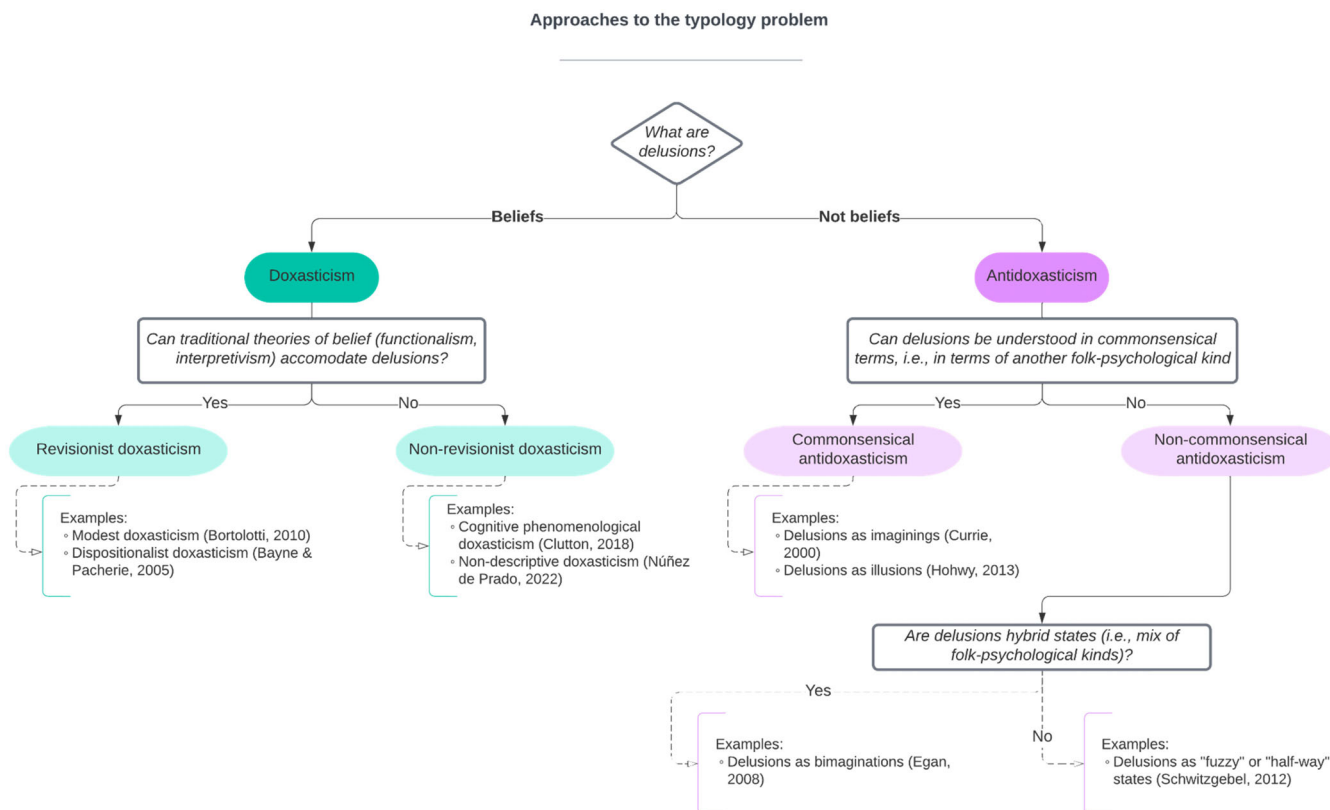 Approaches to the typology problem
What are
delusions?
Beliefs
Not beliefs
Doxasticism
Antidoxasticism
Can traditional theories of belief (functionalism,
interpretivism) accomodate delusions?
Can delusions be understood in commonsensical
terms, i.e., in terms of another folk-psychological kind
Yes
No
Yes
No
Revisionist doxasticism
Non-revisionist doxasticism
Commonsensical
antidoxasticism
Non-commonsensical
antidoxasticism
Examples:
◦ Modest doxasticism (Bortolotti, 2010)
◦ Dispositionalist doxasticism (Bayne &
Pacherie, 2005)
Examples:
◦ Cognitive phenomenological
doxasticism (Clutton, 2018)
◦ Non-descriptive doxasticism (Núñez
de Prado, 2022)
Examples:
◦ Delusions as imaginings (Currie,
2000)
◦ Delusions as illusions (Hohwy, 2013)
Are delusions hybrid states (i.e., mix of
folk-psychological kinds)?
Yes
No
Examples:
◦ Delusions as bimaginations (Egan,
2008)
Examples:
◦ Delusions as "fuzzy" or "half-way"
states (Schwitzgebel, 2012)